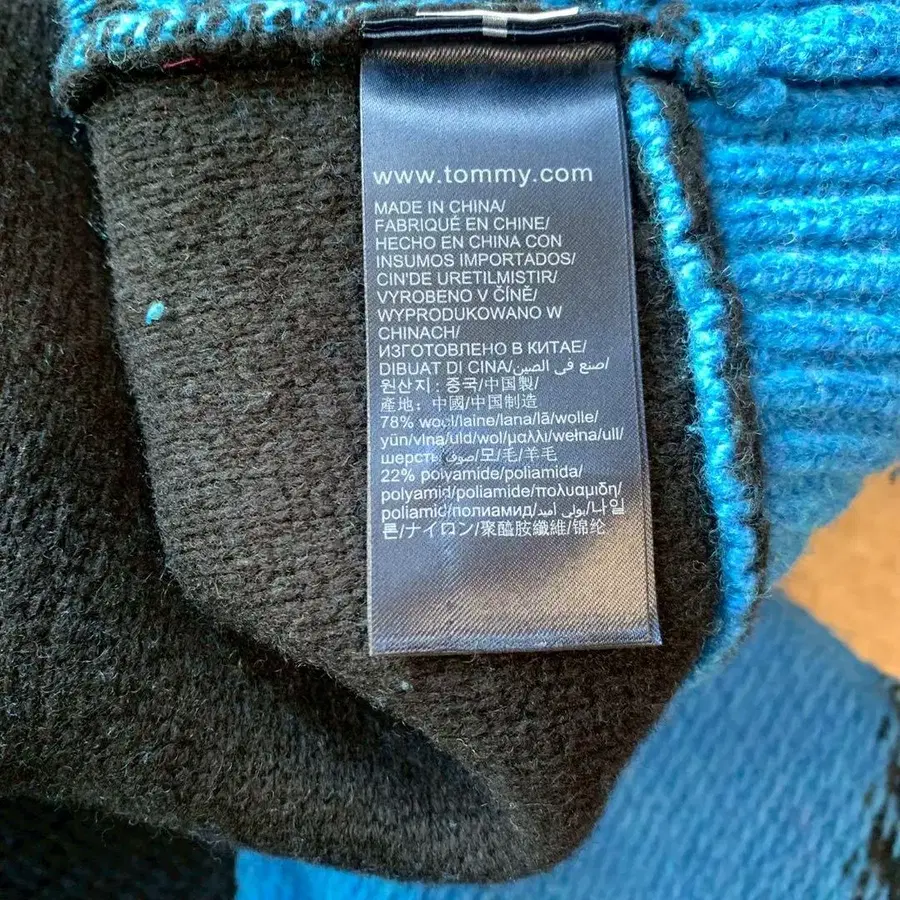 www.tommy.com
MADE IN CHINA/
FABRIQUÉ EN CHINE/
HECHO EN CHINA CON
INSUMOS IMPORTADOS/
CIN'DE URETILMISTIR/
VYROBENO V ČÍNĚ/
WYPRODUKOWANO W
CHINACH/
ИЗГОТОВЛЕНО В КИТАЕ/
DIBUAT DI CINA/صنع في الصين/
원산지 : 중국/中国製/
產地：中國/中国制造
78% wool/laine/lana/lã/wolle/
yün/vlna/uld/wol/μαλλι/wełna/ull/
шерсть/صوف/모/毛/羊毛
22% polyamide/poliamida/
polyamid/poliamide/πολυαμιδη/
poliamid/полиамид/بولي أميد/나일
론/ナイロン/聚醯胺纖維/锦纶